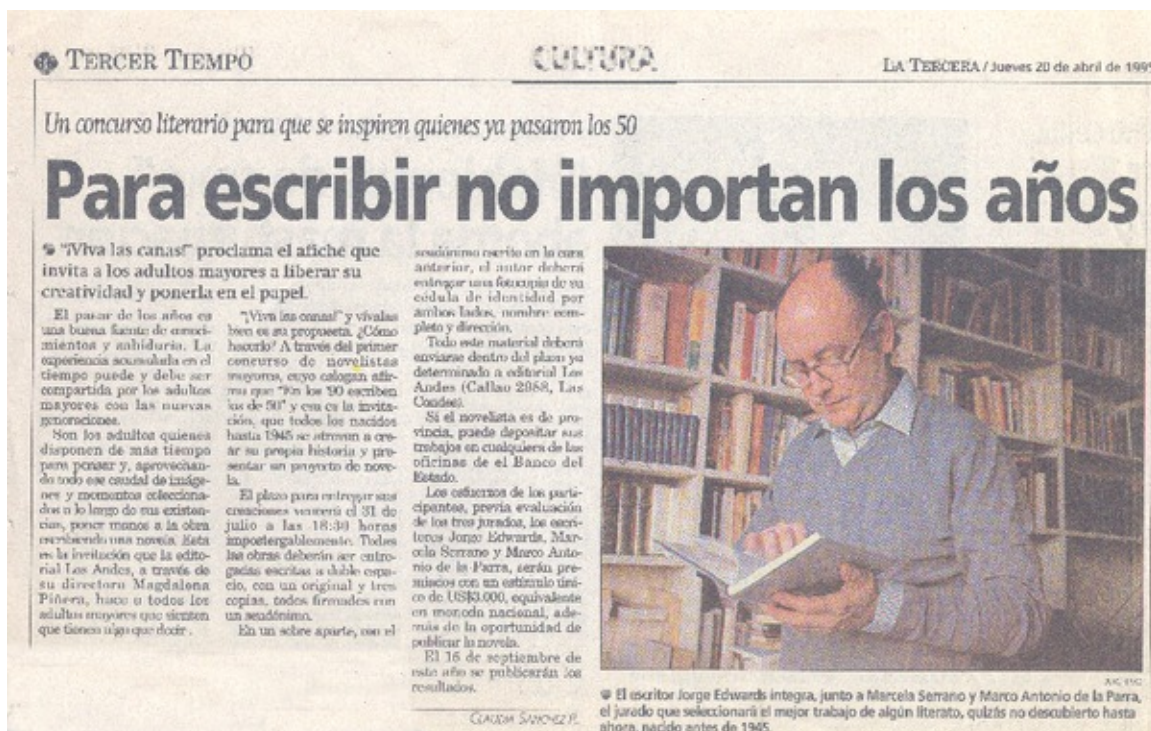 TERCER TIEMPO
CULTURA
LA TERCERA / Jueves 20 de abril de 1995
Un concurso literario para que se inspiren quienes ya pasaron los 50
Para escribir no importan los años
"¡Viva las canas!" proclama el afiche que
invita a los adultos mayores a liberar su
creatividad y ponerla en el papel.
El pasar de los años es
una buena fuente de conoci-
mientos y sabiduría. La
experiencia acumulada en el
tiempo puede y debe ser
compartida por los adultos
mayores con las nuevas
generaciones.
Son los adultos quienes
disponen de más tiempo
para pensar y, aprovechan-
do todo ese caudal de imáge-
nes y momentos colecciona-
dos a lo largo de sus existen-
cias, poner manos a la obra
escribiendo una novela. Esta
es la invitación que la edito-
rial Los Andes, a través de
su directora Magdalena
Piñera, hace a todos los
adultos mayores que sienten
que tienen algo que decir.
"¡Viva las canas!" y vívalas
bien es su propuesta. ¿Cómo
hacerlo? A través del primer
concurso de novelistas
mayores, cuyo eslogan afir-
ma que "En los '90 escriben
los de 50" y esa es la invita-
ción, que todos los nacidos
hasta 1945 se atrevan a cre-
ar su propia historia y pre-
sentar un proyecto de nove-
la.
El plazo para entregar sus
creaciones vencerá el 31 de
julio a las 18:30 horas
impostergablemente. Todas
las obras deberán ser entre-
gadas escritas a doble espa-
cio, con un original y tres
copias, todos firmados con
un seudónimo.
En un sobre aparte, con el
seudónimo escrito en la cara
anterior, el autor deberá
entregar una fotocopia de su
cédula de identidad por
ambos lados, nombre com-
pleto y dirección.
Todo este material deberá
enviarse dentro del plazo ya
determinado a editorial Los
Andes (Callao 2988, Las
Condes).
Si el novelista es de pro-
vincia, puede depositar sus
trabajos en cualquiera de las
oficinas de el Banco del
Estado.
Los esfuerzos de los parti-
cipantes, previa evaluación
de los tres jurados, los escri-
tores Jorge Edwards, Mar-
cela Serrano y Marco Anto-
nio de la Parra, serán pre-
miados con un estímulo úni-
co de US$3.000, equivalente
en moneda nacional, ade-
más de la oportunidad de
publicar la novela.
El 16 de septiembre de
este año se publicarán los
resultados.
CLAUDIA SANCHEZ P.
El escritor Jorge Edwards integra, junto a Marcela Serrano y Marco Antonio de la Parra,
el jurado que seleccionará el mejor trabajo de algún literato, quizás no descubierto hasta
ahora, nacido antes de 1945.